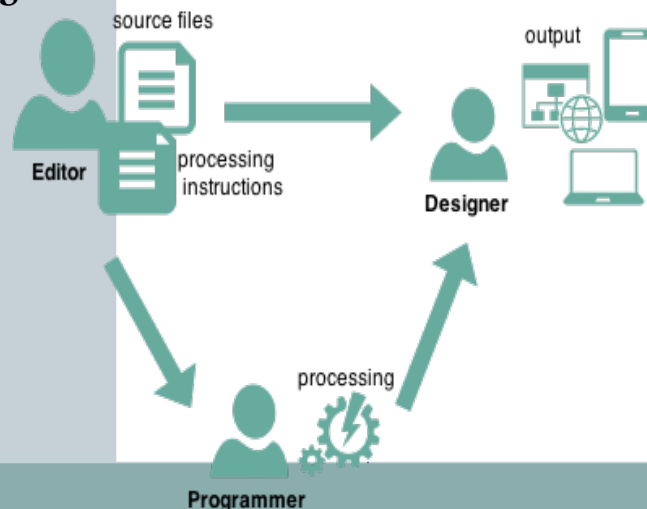 source files
output
Editor
processing
instructions
Designer
processing
Programmer